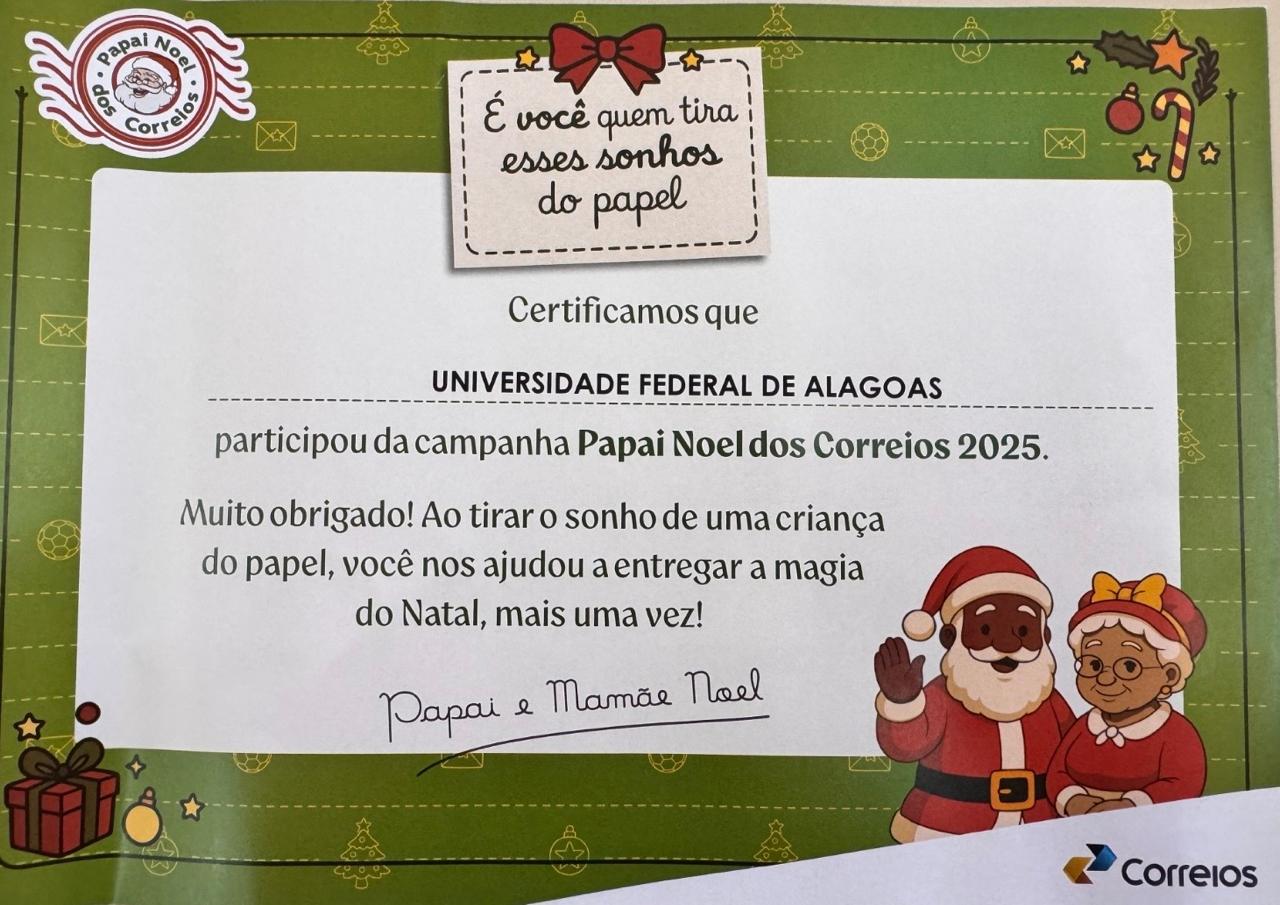 Papai Noel
dos Correios
É você quem tira
esses sonhos
do papel
Certificamos que
UNIVERSIDADE FEDERAL DE ALAGOAS
participou da campanha Papai Noel dos Correios 2025.
Muito obrigado! Ao tirar o sonho de uma criança
do papel, você nos ajudou a entregar a magia
do Natal, mais uma vez!
Papai e Mamãe Noel
Correios